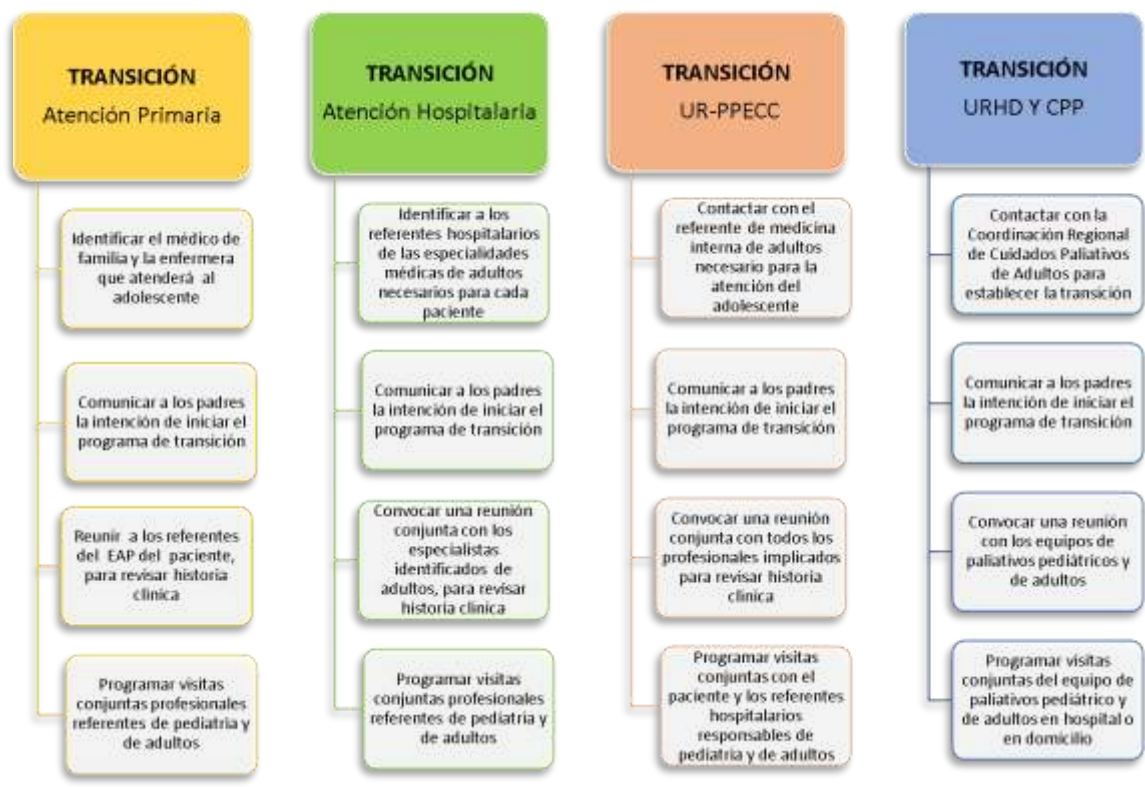 TRANSICIÓN
Atención Primaria
Identificar el médico de
familia y la enfermera
que atenderá al
adolescente
Comunicar a los padres
la intención de iniciar el
programa de transición
Reunir a los referentes
del EAP del paciente,
para revisar historia
clínica
Programar visitas
conjuntas profesionales
referentes de pediatria y
de adultos
TRANSICIÓN
Atención Hospitalaria
Identificar a los
referentes hospitalarios
de las especialidades
médicas de adultos
necesarios para cada
paciente
Comunicar a los padres
la intención de iniciar el
programa de transición
Convocar una reunión
conjunta con los
especialistas
identificados de
adultos, para revisar
historia clínica
Programar visitas
conjuntas profesionales
referentes de pediatria y
de adultos
TRANSICIÓN
UR-PPECC
Contactar con el
referente de medicina
interna de adultos
necesario para la
atención del
adolescente
Comunicar a los padres
la intención de iniciar el
programa de transición
Convocar una reunión
conjunta con todos los
profesionales implicados
para revisar historia
clínica
Programar visitas
conjuntas con el
paciente y los referentes
hospitalarios
responsables de
pediatria y de adultos
TRANSICIÓN
URHD Y CPP
Contactar con la
Coordinación Regional
de Cuidados Paliativos
de Adultos para
establecer la transición
Comunicar a los padres
la intención de iniciar el
programa de transición
Convocar una reunión
con los equipos de
paliativos pediátricos y
de adultos
Programar visitas
conjuntas del equipo de
paliativos pediátrico y
de adultos en hospital o
en domicilio